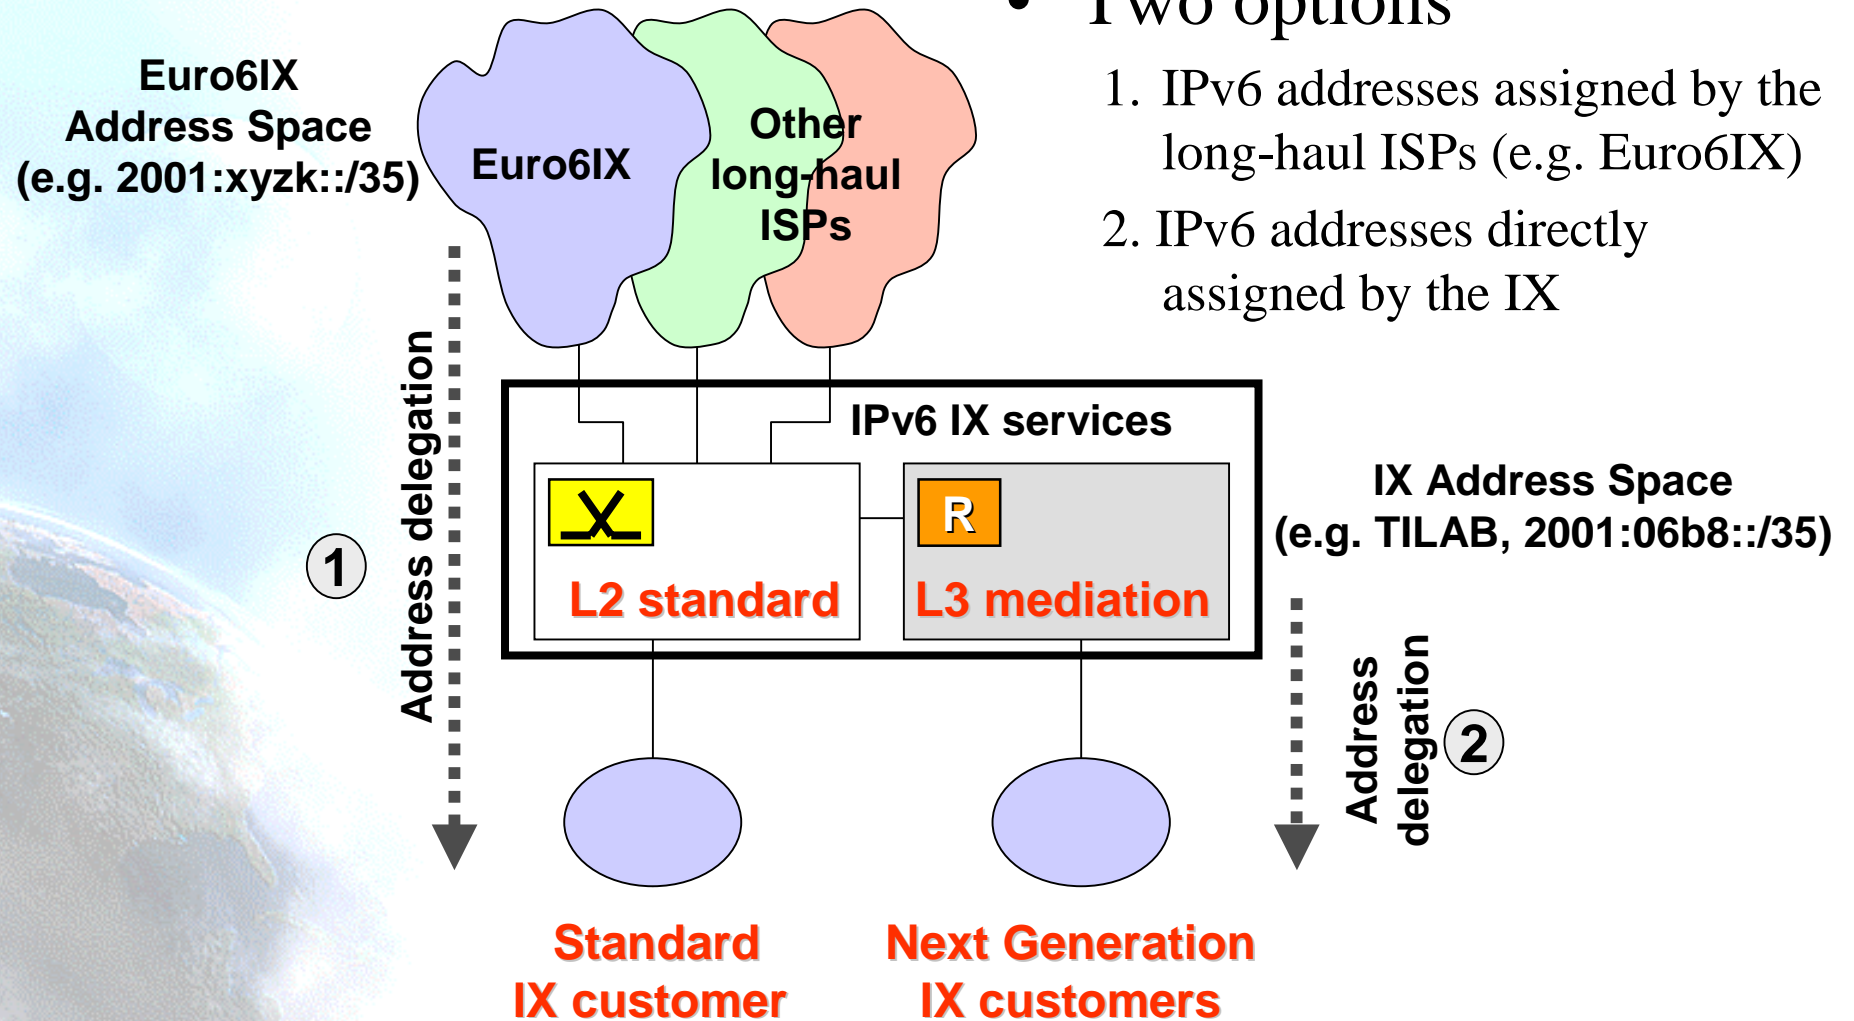 • Two options
1. IPv6 addresses assigned by the
long-haul ISPs (e.g. Euro6IX)
2. IPv6 addresses directly
assigned by the IX
Euro6IX
Address Space
(e.g. 2001:xyzk::/35)
Euro6IX
Other
long-haul
ISPs
Address delegation
1
IPv6 IX services
L2 standard
R
L3 mediation
IX Address Space
(e.g. TILAB, 2001:06b8::/35)
Address
delegation
2
Standard
IX customer
Next Generation
IX customers